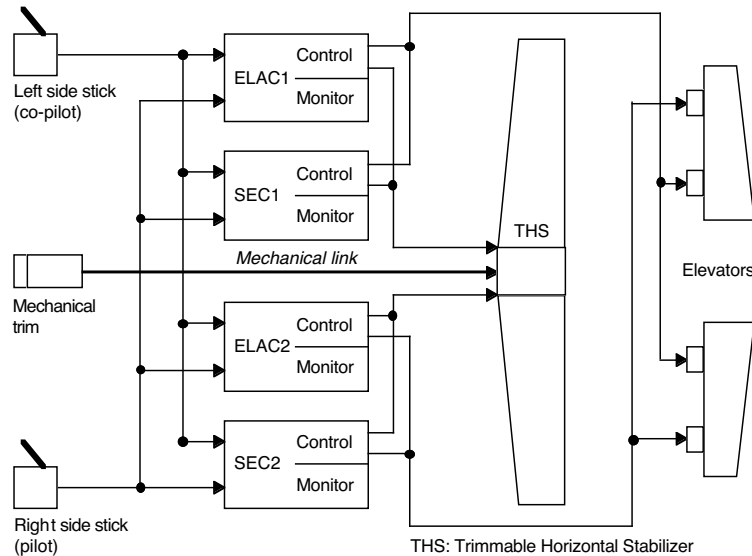 Left side stick
(co-pilot)
Control
ELAC1
Monitor
Control
SEC1
Monitor
THS
Mechanical link
Mechanical
trim
Elevators
Control
ELAC2
Monitor
Control
SEC2
Monitor
Right side stick
(pilot)
THS: Trimmable Horizontal Stabilizer